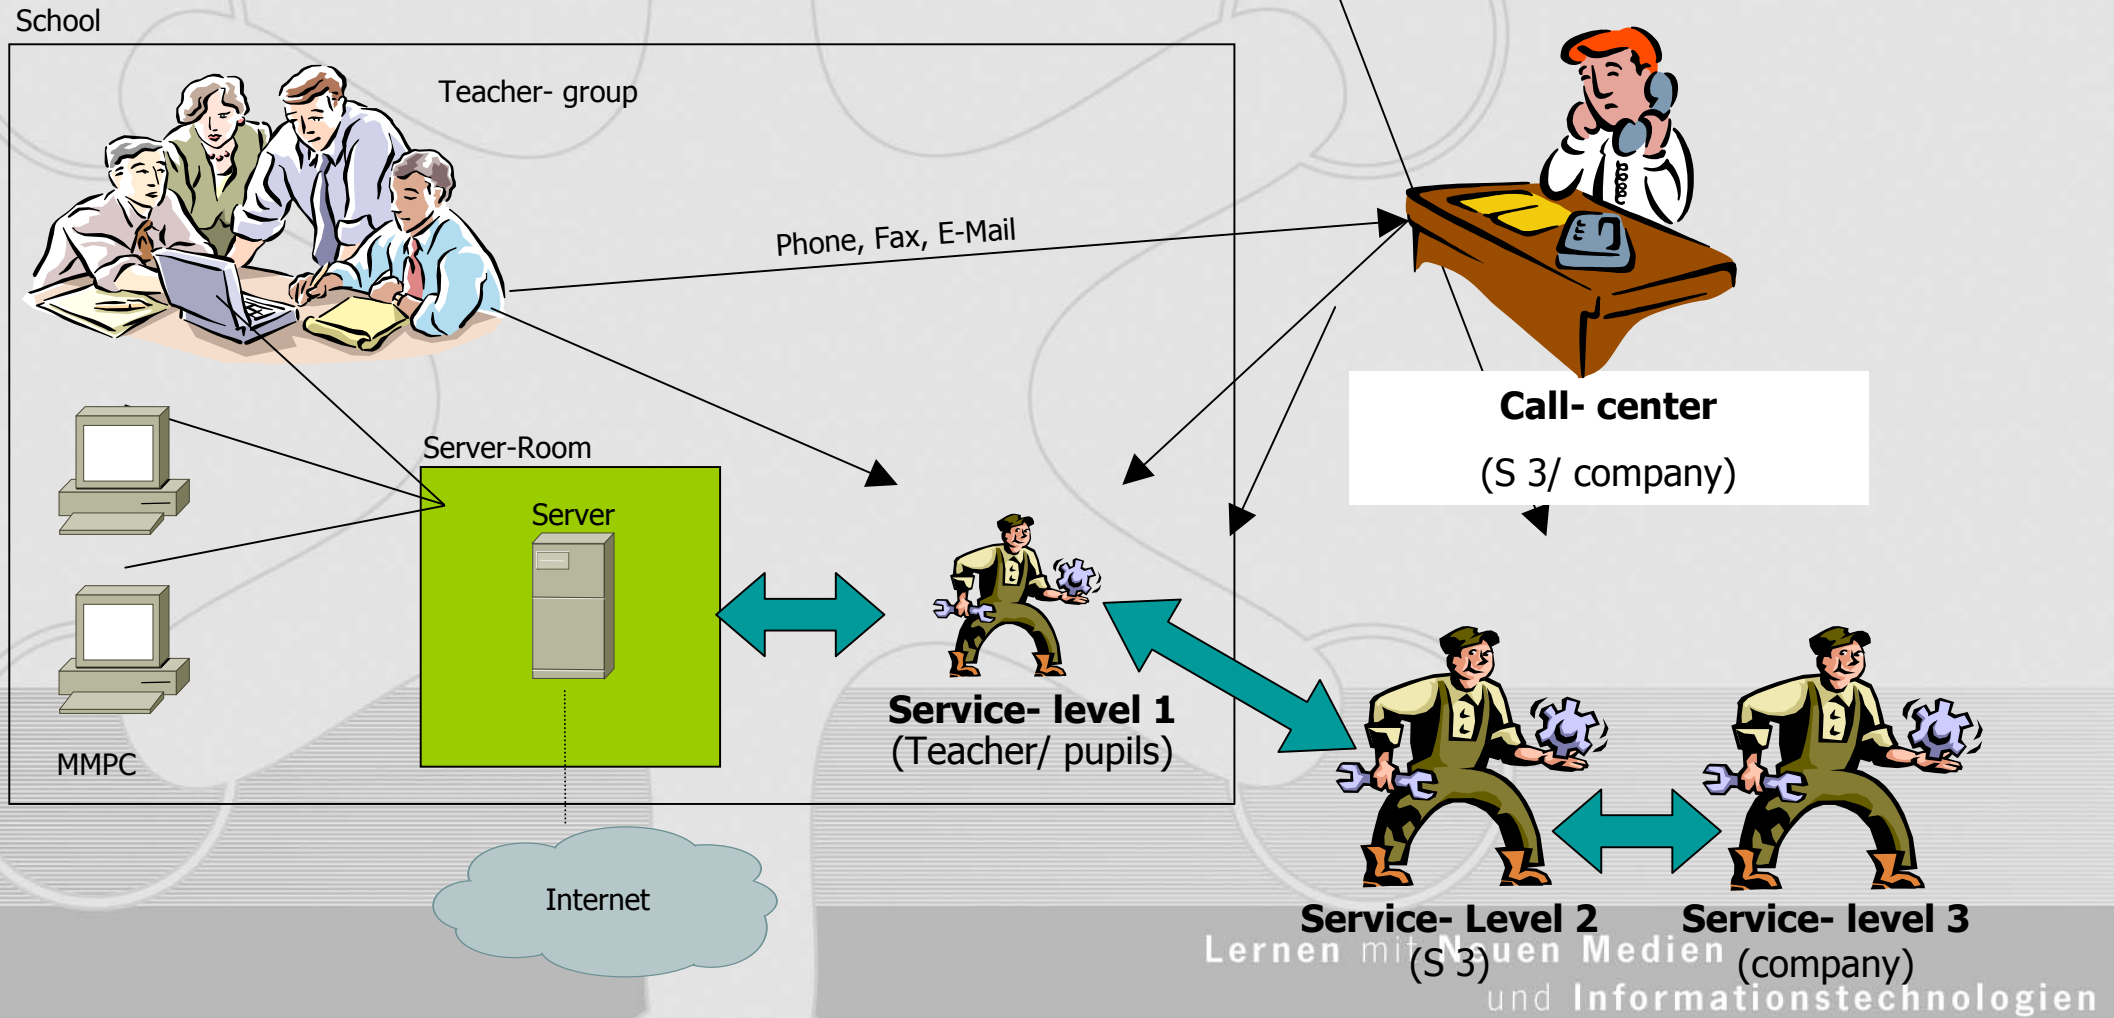 School
Teacher- group
Phone, Fax, E-Mail
Call- center
(S 3/ company)
Server-Room
Server
Service- level 1
(Teacher/ pupils)
MMPC
Internet
Service- Level 2
(S 3)
Service- level 3
(company)
Lernen mit Neuen Medien
und Informationstechnologien